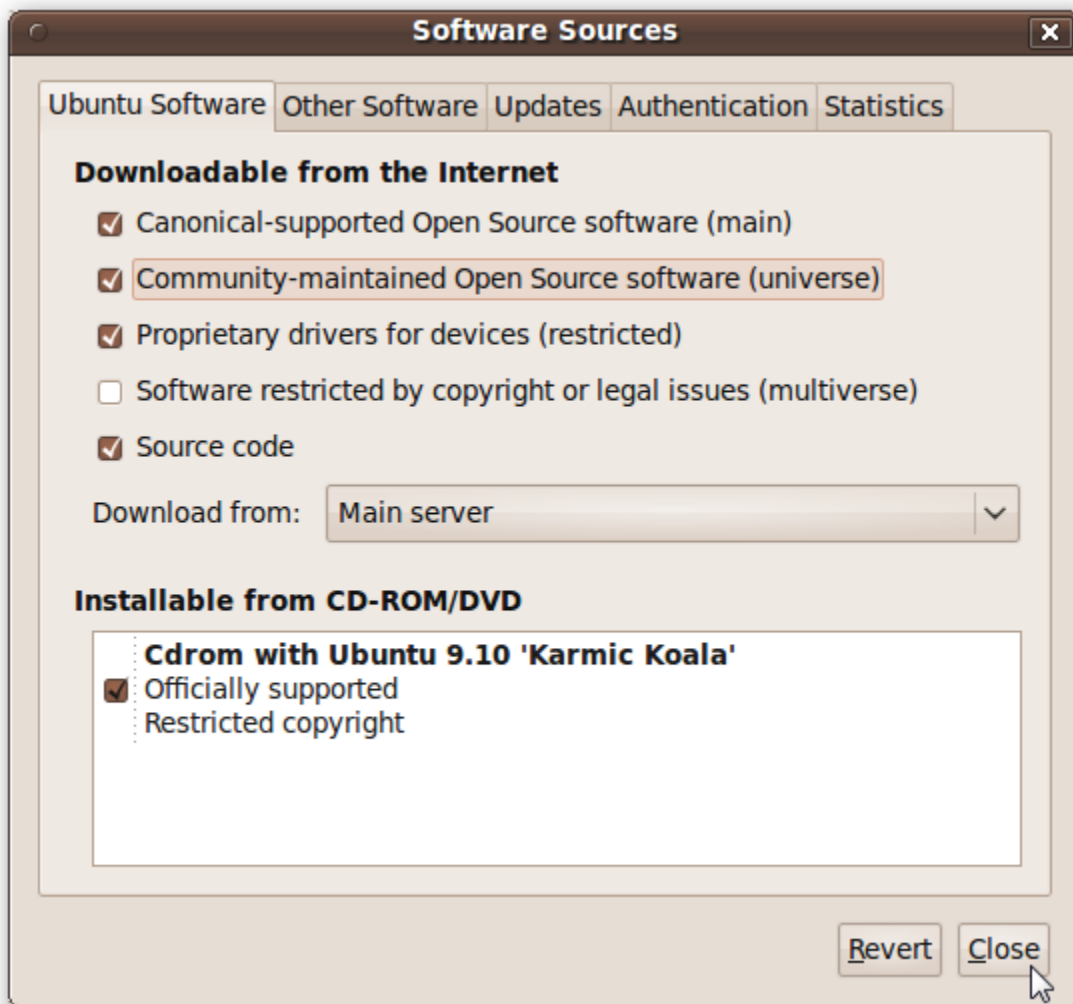 Software Sources
Ubuntu Software Other Software Updates Authentication Statistics
Downloadable from the Internet
Canonical-supported Open Source software (main)
Community-maintained Open Source software (universe)
Proprietary drivers for devices (restricted)
Software restricted by copyright or legal issues (multiverse)
Source code
Download from: Main server
Installable from CD-ROM/DVD
Cdrom with Ubuntu 9.10 'Karmic Koala'
Officially supported
Restricted copyright
Revert Close